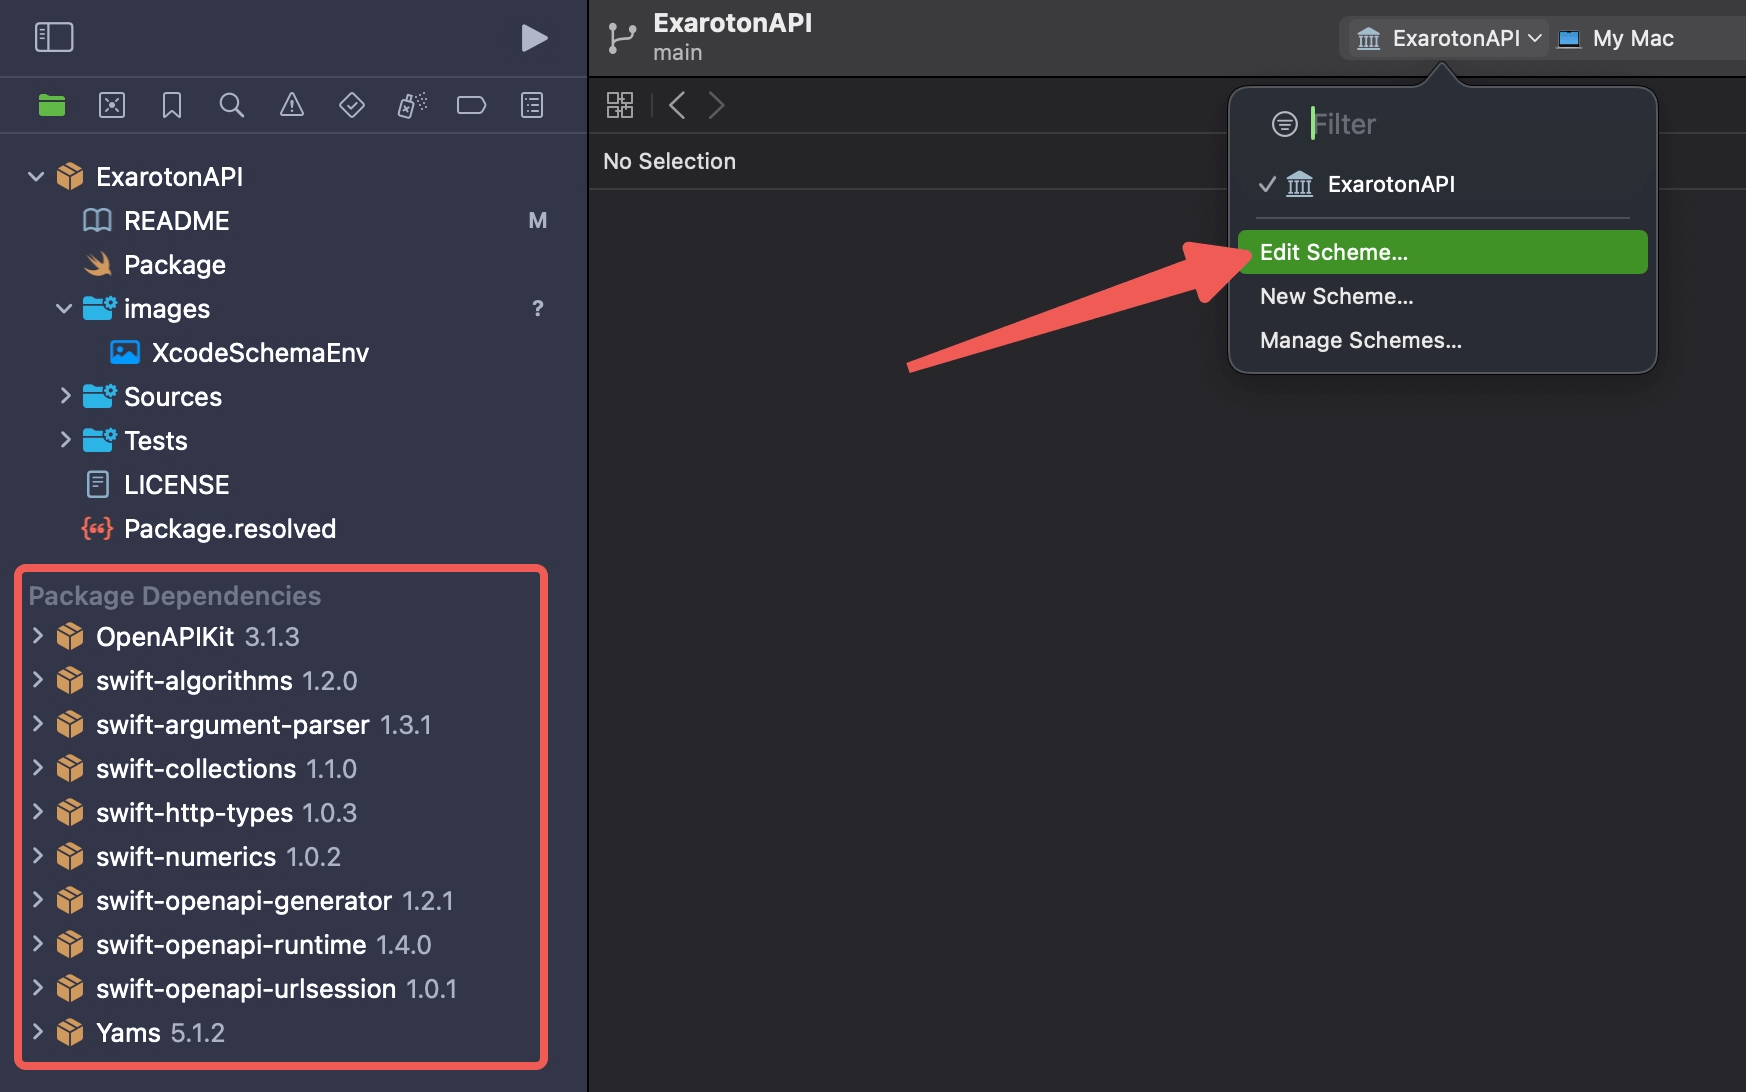 ExarotonAPI
main
ExarotonAPI
My Mac
Filter
ExarotonAPI
Edit Scheme...
New Scheme...
Manage Schemes...
No Selection
ExarotonAPI
README M
Package
images ?
XcodeSchemaEnv
Sources
Tests
LICENSE
Package.resolved
Package Dependencies
OpenAPIKit 3.1.3
swift-algorithms 1.2.0
swift-argument-parser 1.3.1
swift-collections 1.1.0
swift-http-types 1.0.3
swift-numerics 1.0.2
swift-openapi-generator 1.2.1
swift-openapi-runtime 1.4.0
swift-openapi-urlsession 1.0.1
Yams 5.1.2